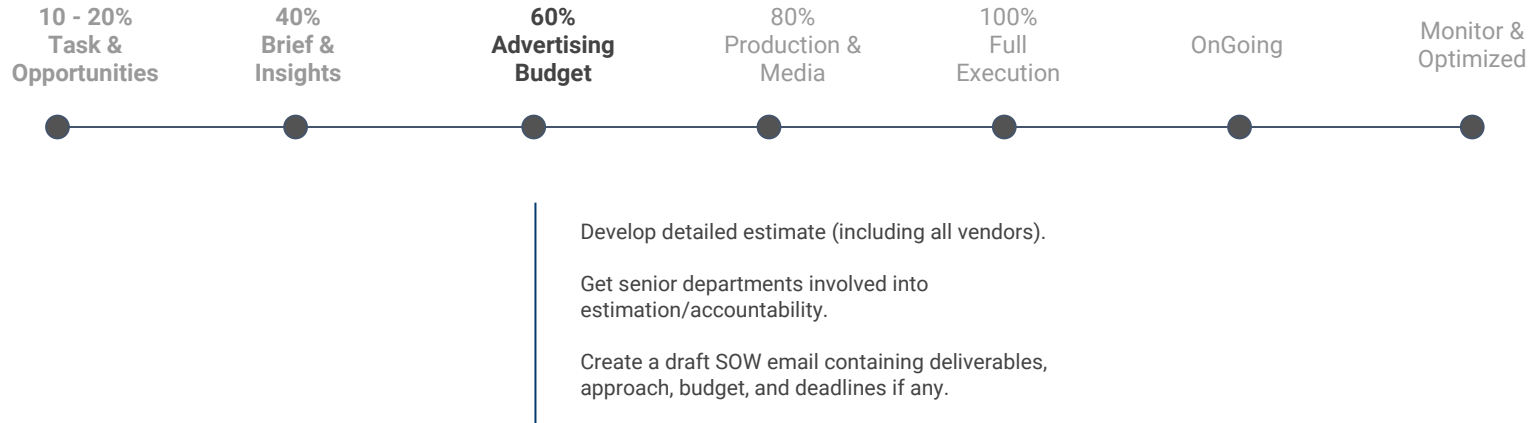 10 - 20%
Task &
Opportunities
40%
Brief &
Insights
60%
Advertising
Budget
80%
Production &
Media
100%
Full
Execution
OnGoing
Monitor &
Optimized
Develop detailed estimate (including all vendors).
Get senior departments involved into
estimation/accountability.
Create a draft SOW email containing deliverables,
approach, budget, and deadlines if any.